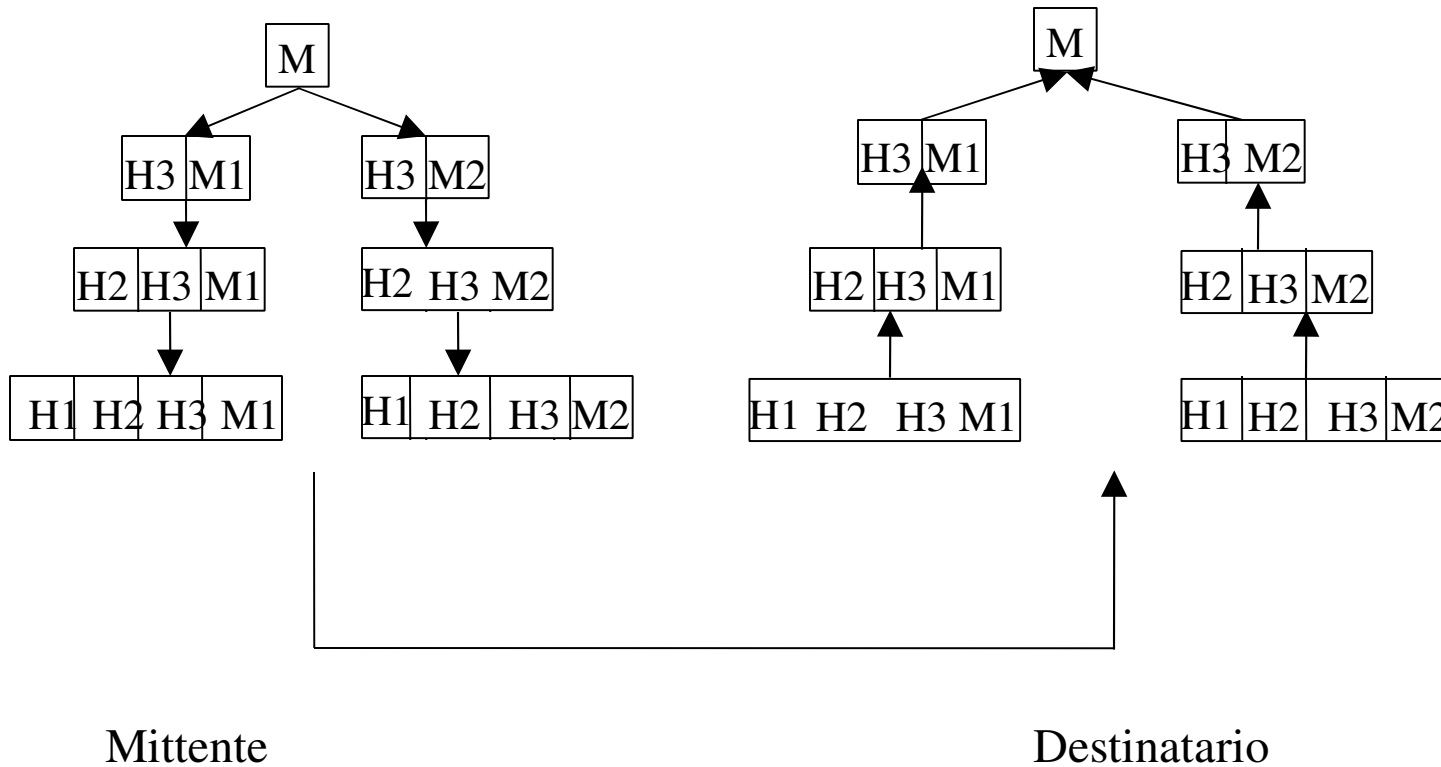 M M
H3 M1 H3 M2 H3 M1 H3 M2
H2 H3 M1 H2 H3 M2 H2 H3 M1 H2 H3 M2
H1 H2 H3 M1 H1 H2 H3 M2 H1 H2 H3 M1 H1 H2 H3 M2
Mittente Destinatario